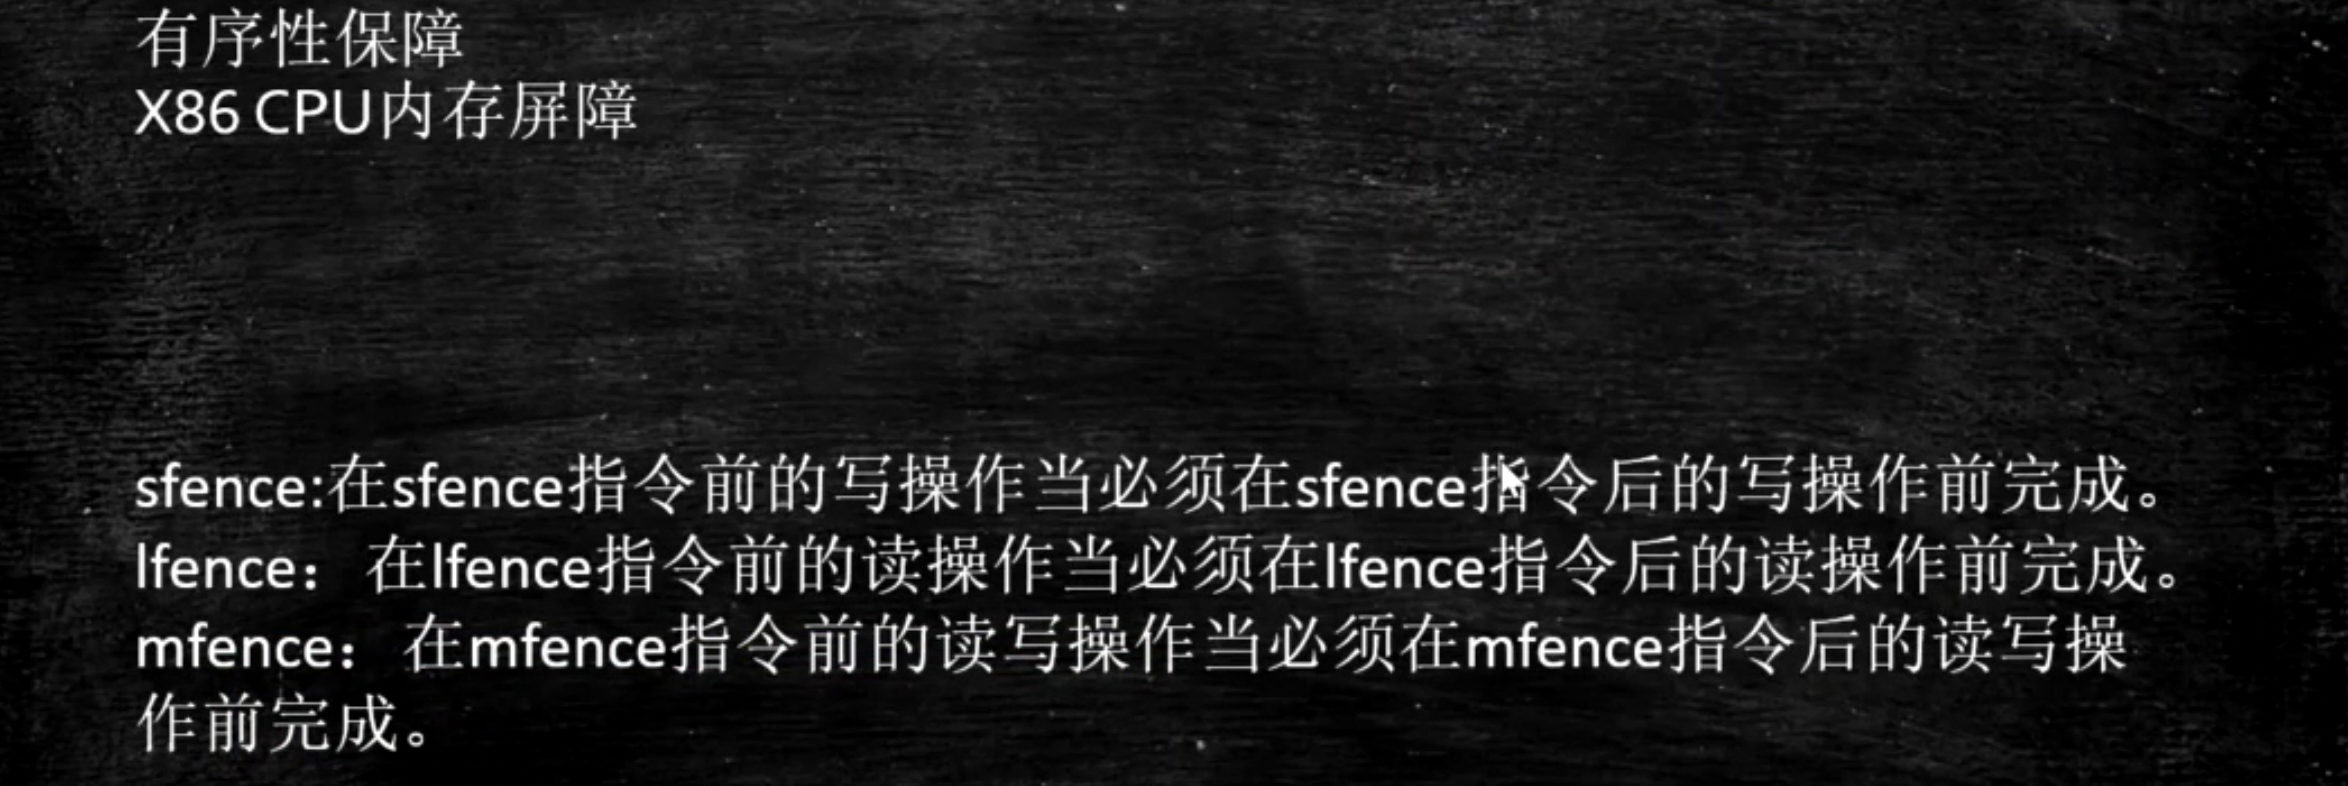 有序性保障
X86 CPU内存屏障
sfence:在sfence指令前的写操作当必须在sfence指令后的写操作前完成。
lfence：在lfence指令前的读操作当必须在lfence指令后的读操作前完成。
mfence：在mfence指令前的读写操作当必须在mfence指令后的读写操
作前完成。